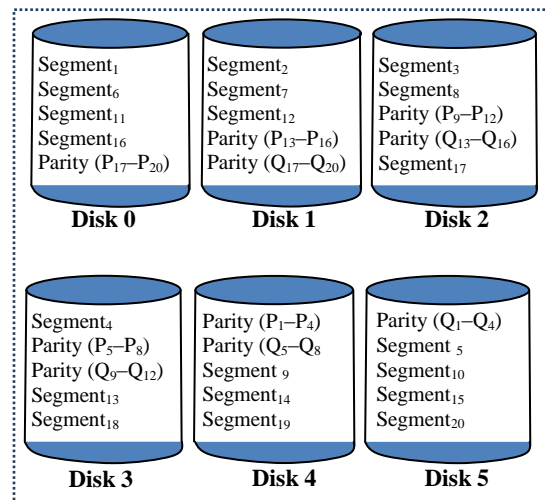 Segment₁
Segment₆
Segment₁₁
Segment₁₆
Parity (P₁₇–P₂₀)
Disk 0
Segment₂
Segment₇
Segment₁₂
Parity (P₁₃–P₁₆)
Parity (Q₁₇–Q₂₀)
Disk 1
Segment₃
Segment₈
Parity (P₉–P₁₂)
Parity (Q₁₃–Q₁₆)
Segment₁₇
Disk 2
Segment₄
Parity (P₅–P₈)
Parity (Q₉–Q₁₂)
Segment₁₃
Segment₁₈
Disk 3
Parity (P₁–P₄)
Parity (Q₅–Q₈
Segment ₉
Segment₁₄
Segment₁₉
Disk 4
Parity (Q₁–Q₄)
Segment ₅
Segment₁₀
Segment₁₅
Segment₂₀
Disk 5